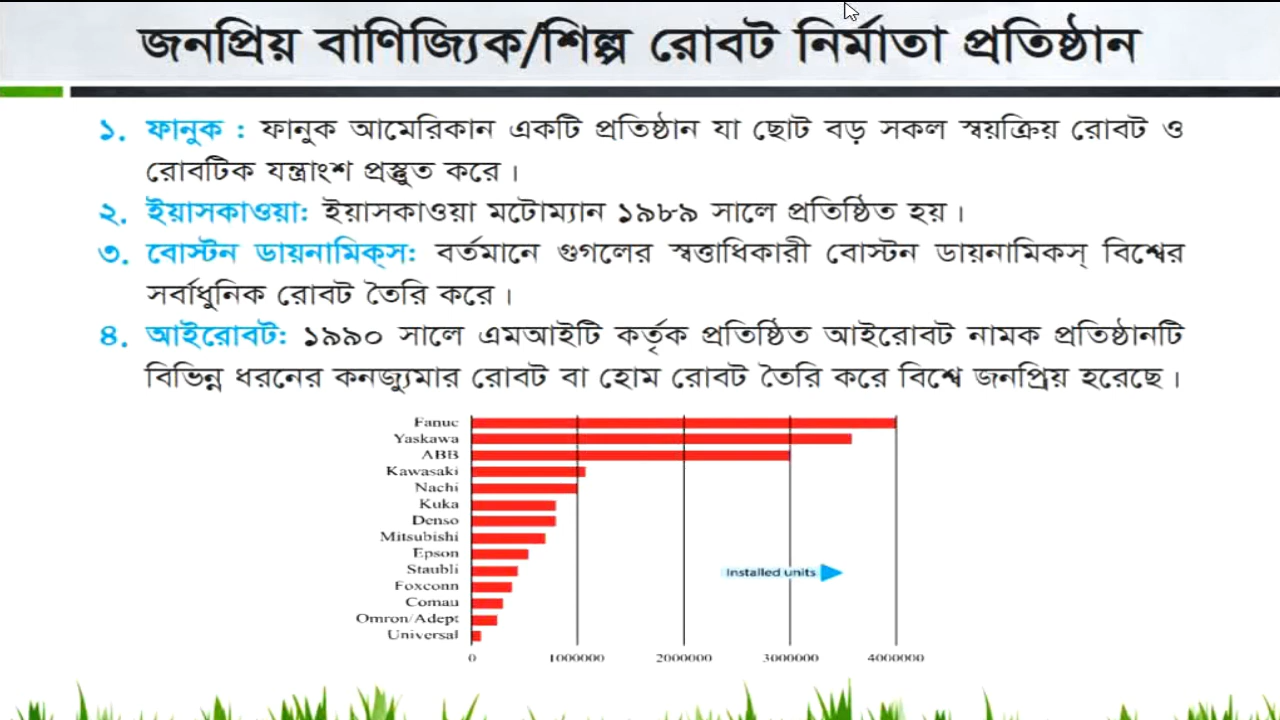 জনপ্রিয় বাণিজ্যিক/শিল্প রোবট নির্মাতা প্রতিষ্ঠান
১. ফানুক : ফানুক আমেরিকান একটি প্রতিষ্ঠান যা ছোট বড় সকল স্বয়ক্রিয় রোবট ও
রোবটিক যন্ত্রাংশ প্রস্তুত করে।
২. ইয়াসকাওয়া: ইয়াসকাওয়া মটোম্যান ১৯৮৯ সালে প্রতিষ্ঠিত হয়।
৩. বোস্টন ডায়নামিক্স: বর্তমানে গুগলের স্বত্তাধিকারী বোস্টন ডায়নামিকস্ বিশ্বের
সর্বাধুনিক রোবট তৈরি করে।
৪. আইরোবট: ১৯৯০ সালে এমআইটি কর্তৃক প্রতিষ্ঠিত আইরোবট নামক প্রতিষ্ঠানটি
বিভিন্ন ধরনের কনজ্যুমার রোবট বা হোম রোবট তৈরি করে বিশ্বে জনপ্রিয় হরেছে।
Fanuc
Yaskawa
ABB
Kawasaki
Nachi
Kuka
Denso
Mitsubishi
Epson
Staubli
Foxconn
Comau
Omron/Adept
Universal
Installed units
0 1000000 2000000 3000000 4000000